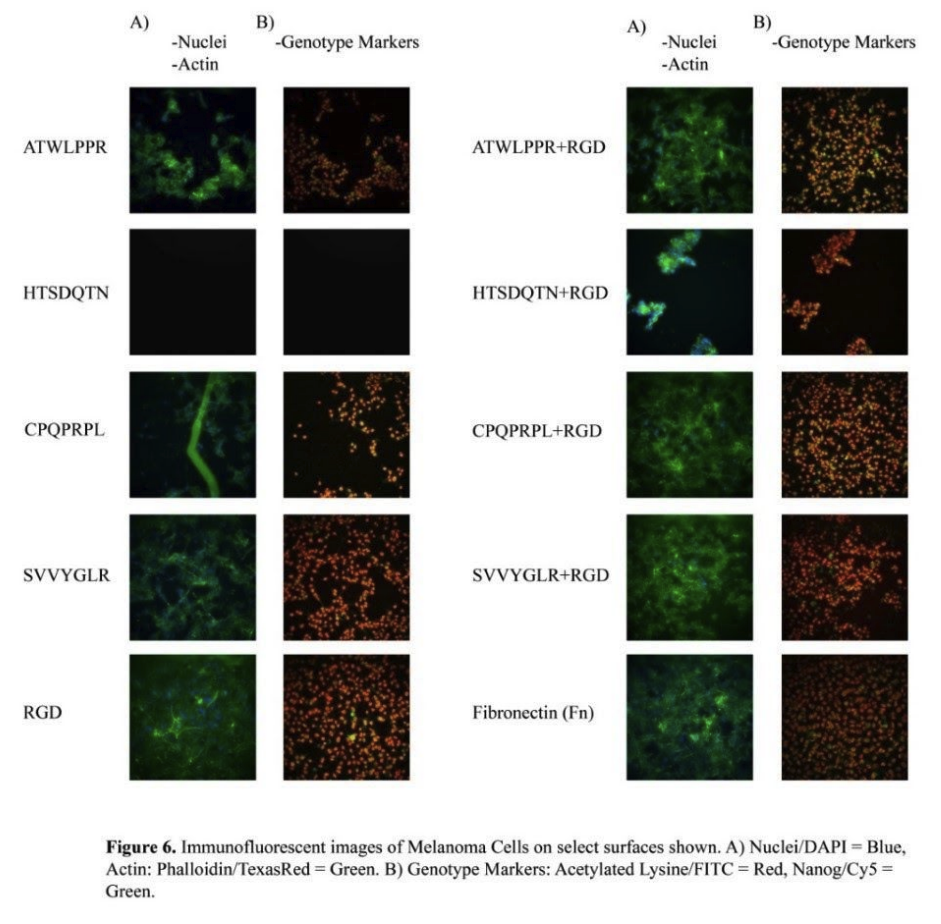 A)
B)
-Nuclei
-Actin
-Genotype Markers
A)
B)
-Nuclei
-Actin
-Genotype Markers
ATWLPPR
ATWLPPR+RGD
HTSDQTN
HTSDQTN+RGD
CPQPRPL
CPQPRPL+RGD
SVVYGLR
SVVYGLR+RGD
RGD
Fibronectin (Fn)
Figure 6. Immunofluorescent images of Melanoma Cells on select surfaces shown. A) Nuclei/DAPI = Blue,
Actin: Phalloidin/TexasRed = Green. B) Genotype Markers: Acetylated Lysine/FITC = Red, Nanog/Cy5 =
Green.